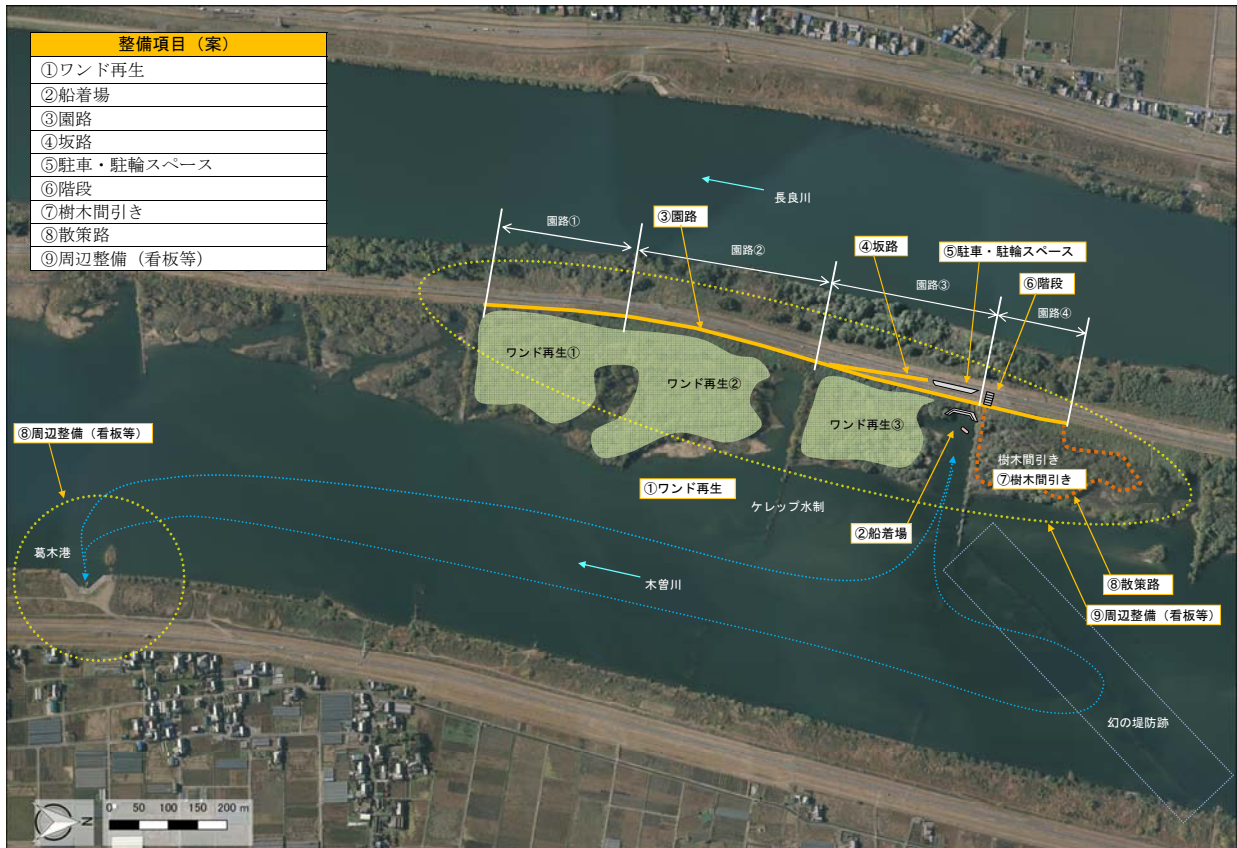 整備項目（案）
①ワンド再生
②船着場
③園路
④坂路
⑤駐車・駐輪スペース
⑥階段
⑦樹木間引き
⑧散策路
⑨周辺整備（看板等）
長良川
園路①
③園路
園路②
④坂路
⑤駐車・駐輪スペース
園路③
⑥階段
園路④
ワンド再生①
ワンド再生②
ワンド再生③
⑧周辺整備（看板等）
樹木間引き
⑦樹木間引き
①ワンド再生
ケレップ水制
②船着場
葛木港
木曽川
⑧散策路
⑨周辺整備（看板等）
幻の堤防跡
N
0 50 100 150 200 m